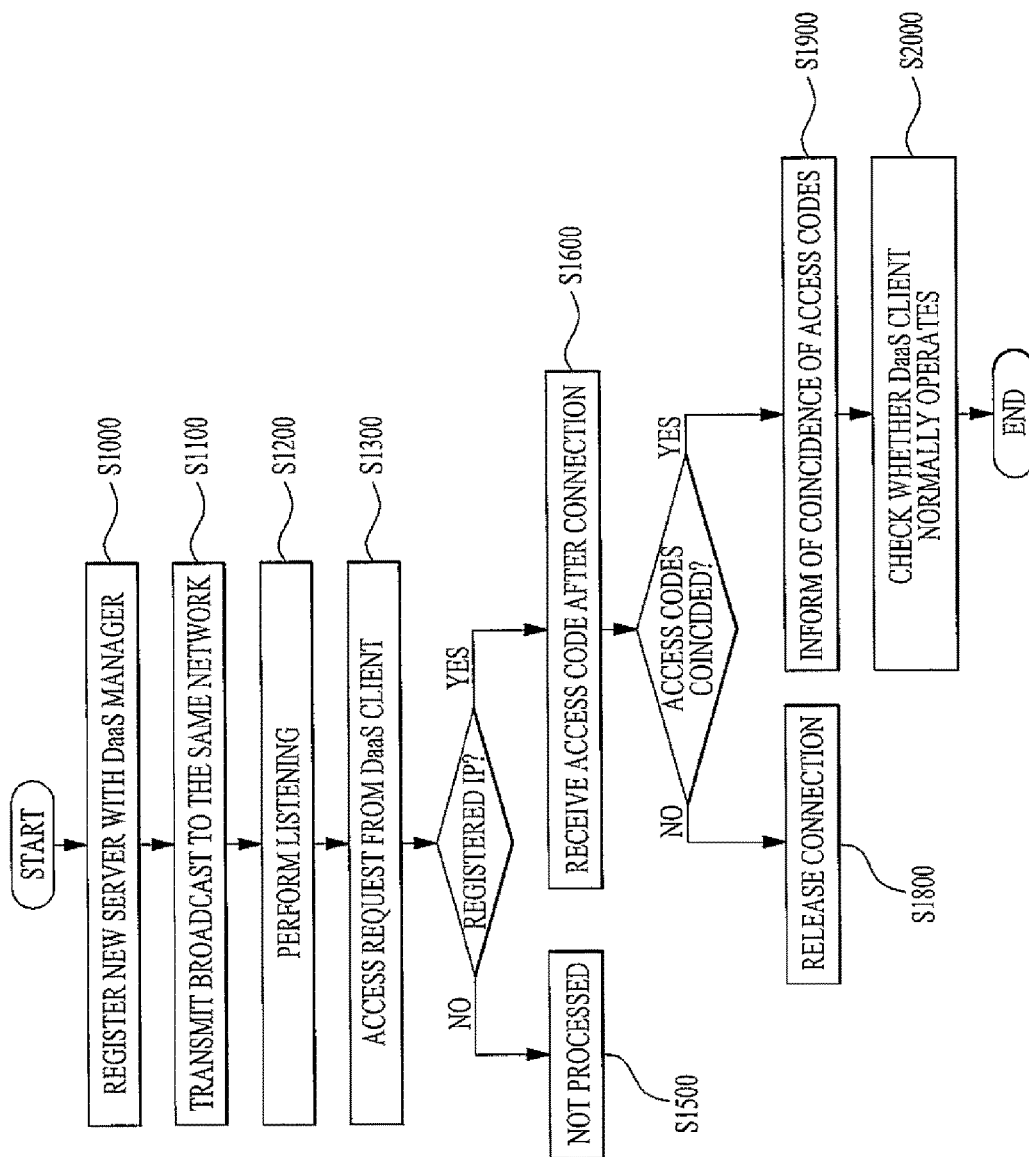 START
REGISTER NEW SERVER WITH DaaS MANAGER
S1000
TRANSMIT BROADCAST TO THE SAME NETWORK
S1100
PERFORM LISTENING
S1200
ACCESS REQUEST FROM DaaS CLIENT
S1300
REGISTERED IP?
NO
YES
NOT PROCESSED
S1500
RECEIVE ACCESS CODE AFTER CONNECTION
S1600
ACCESS CODES
COINCIDED?
NO
YES
RELEASE CONNECTION
S1800
INFORM OF COINCIDENCE OF ACCESS CODES
S1900
CHECK WHETHER DaaS CLIENT
NORMALLY OPERATES
S2000
END